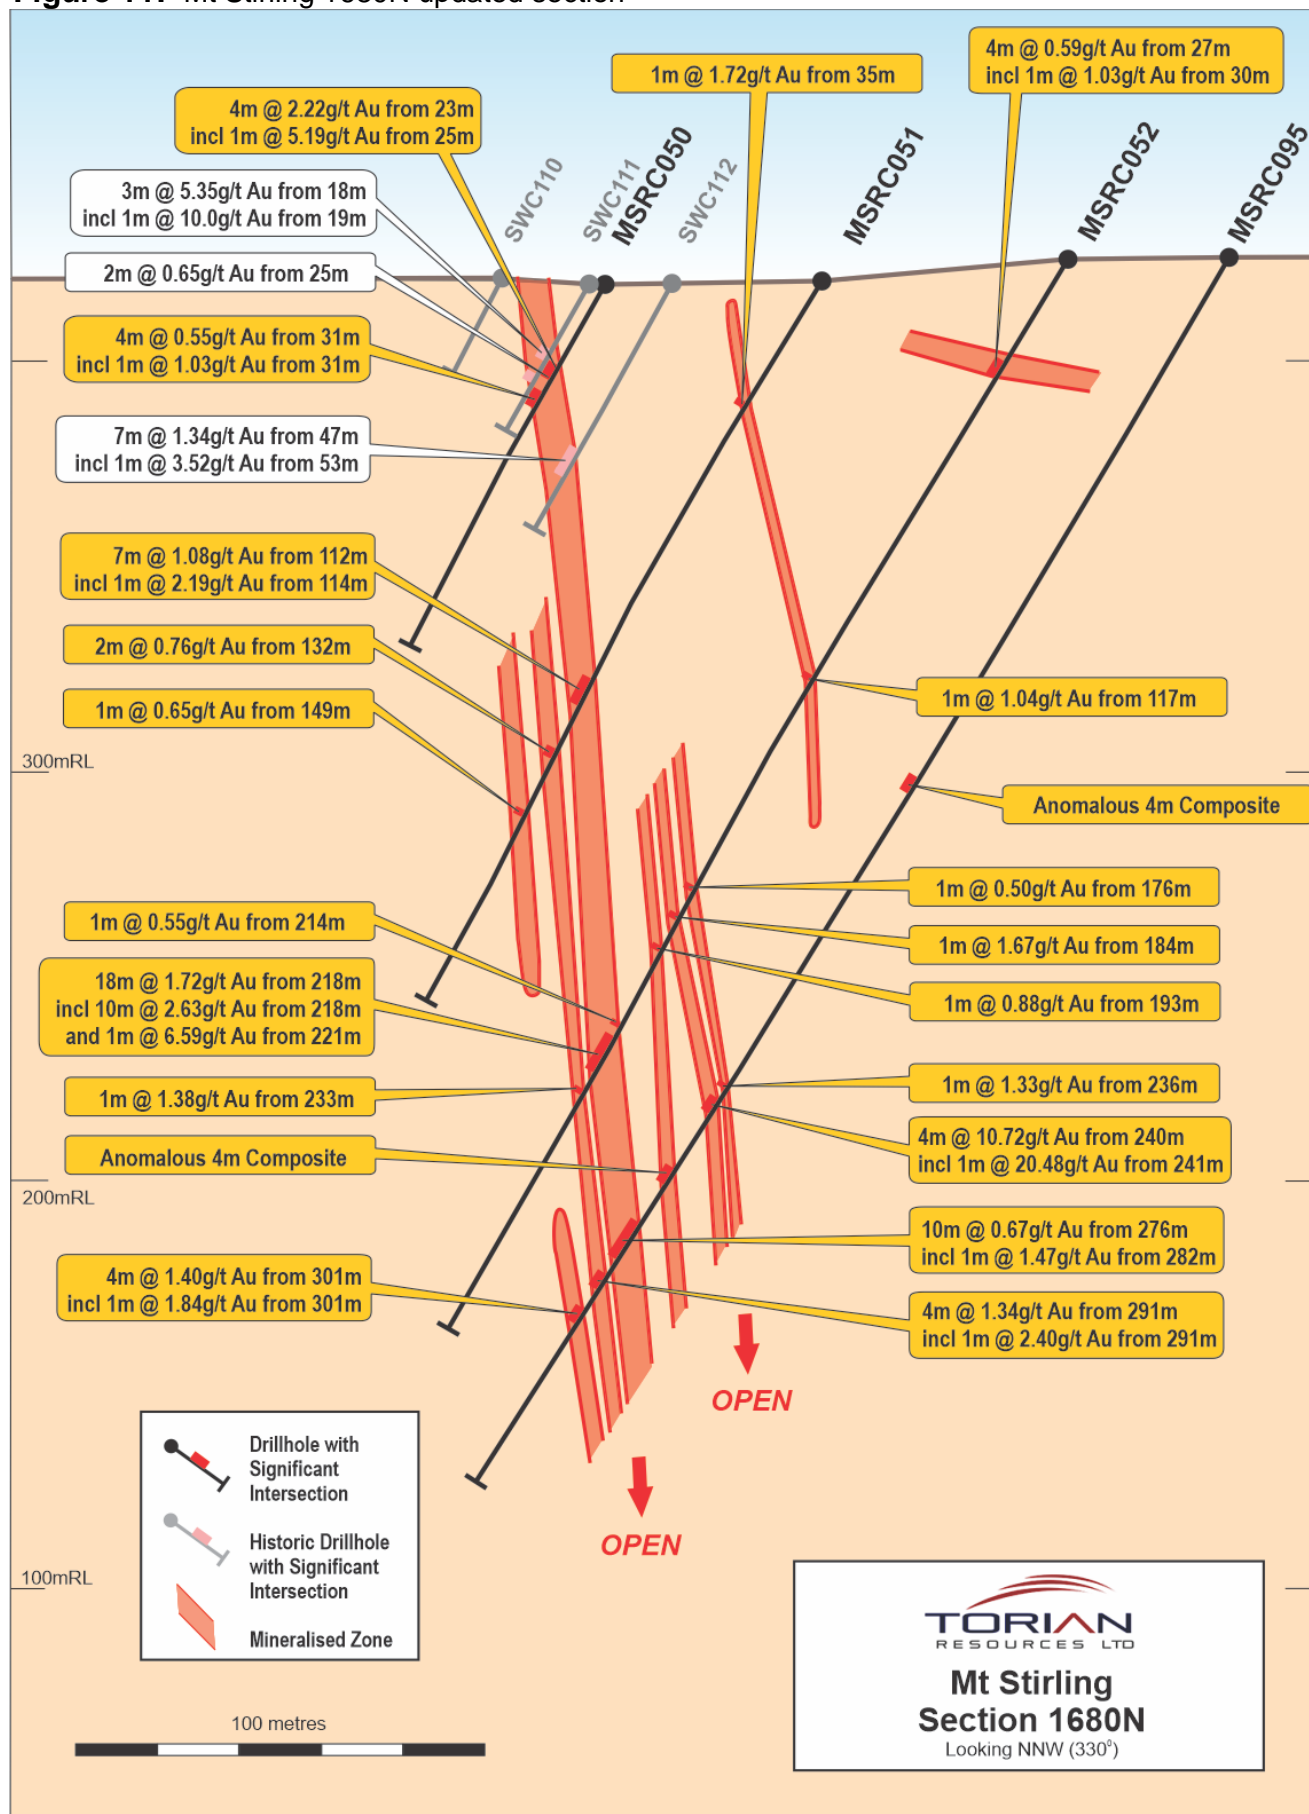 Figure 11: Mt Stirling 1680N updated section
4m @ 0.59g/t Au from 27m
incl 1m @ 1.03g/t Au from 30m
1m @ 1.72g/t Au from 35m
4m @ 2.22g/t Au from 23m
incl 1m @ 5.19g/t Au from 25m
SWC110
SWC111
MSRC050
SWC112
MSRC051
MSRC052
MSRC095
3m @ 5.35g/t Au from 18m
incl 1m @ 10.0g/t Au from 19m
2m @ 0.65g/t Au from 25m
4m @ 0.55g/t Au from 31m
incl 1m @ 1.03g/t Au from 31m
7m @ 1.34g/t Au from 47m
incl 1m @ 3.52g/t Au from 53m
7m @ 1.08g/t Au from 112m
incl 1m @ 2.19g/t Au from 114m
2m @ 0.76g/t Au from 132m
1m @ 0.65g/t Au from 149m
1m @ 1.04g/t Au from 117m
300mRL
Anomalous 4m Composite
1m @ 0.50g/t Au from 176m
1m @ 0.55g/t Au from 214m
1m @ 1.67g/t Au from 184m
18m @ 1.72g/t Au from 218m
incl 10m @ 2.63g/t Au from 218m
and 1m @ 6.59g/t Au from 221m
1m @ 0.88g/t Au from 193m
1m @ 1.38g/t Au from 233m
1m @ 1.33g/t Au from 236m
4m @ 10.72g/t Au from 240m
incl 1m @ 20.48g/t Au from 241m
Anomalous 4m Composite
200mRL
10m @ 0.67g/t Au from 276m
incl 1m @ 1.47g/t Au from 282m
4m @ 1.40g/t Au from 301m
incl 1m @ 1.84g/t Au from 301m
4m @ 1.34g/t Au from 291m
incl 1m @ 2.40g/t Au from 291m
OPEN
OPEN
Drillhole with
Significant
Intersection
Historic Drillhole
with Significant
Intersection
Mineralised Zone
100mRL
100 metres
TORIAN
RESOURCES LTD
Mt Stirling
Section 1680N
Looking NNW (330⁰)